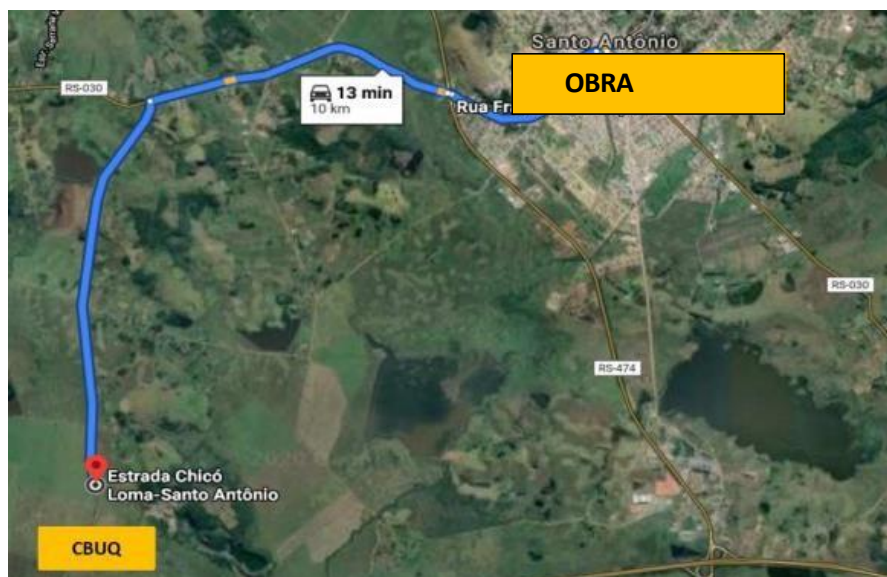 Santo Antônio
OBRA
RS-030
13 min
10 km
Rua Fra
RS-030
RS-474
Estrada Chicó
Loma-Santo Antônio
CBUQ